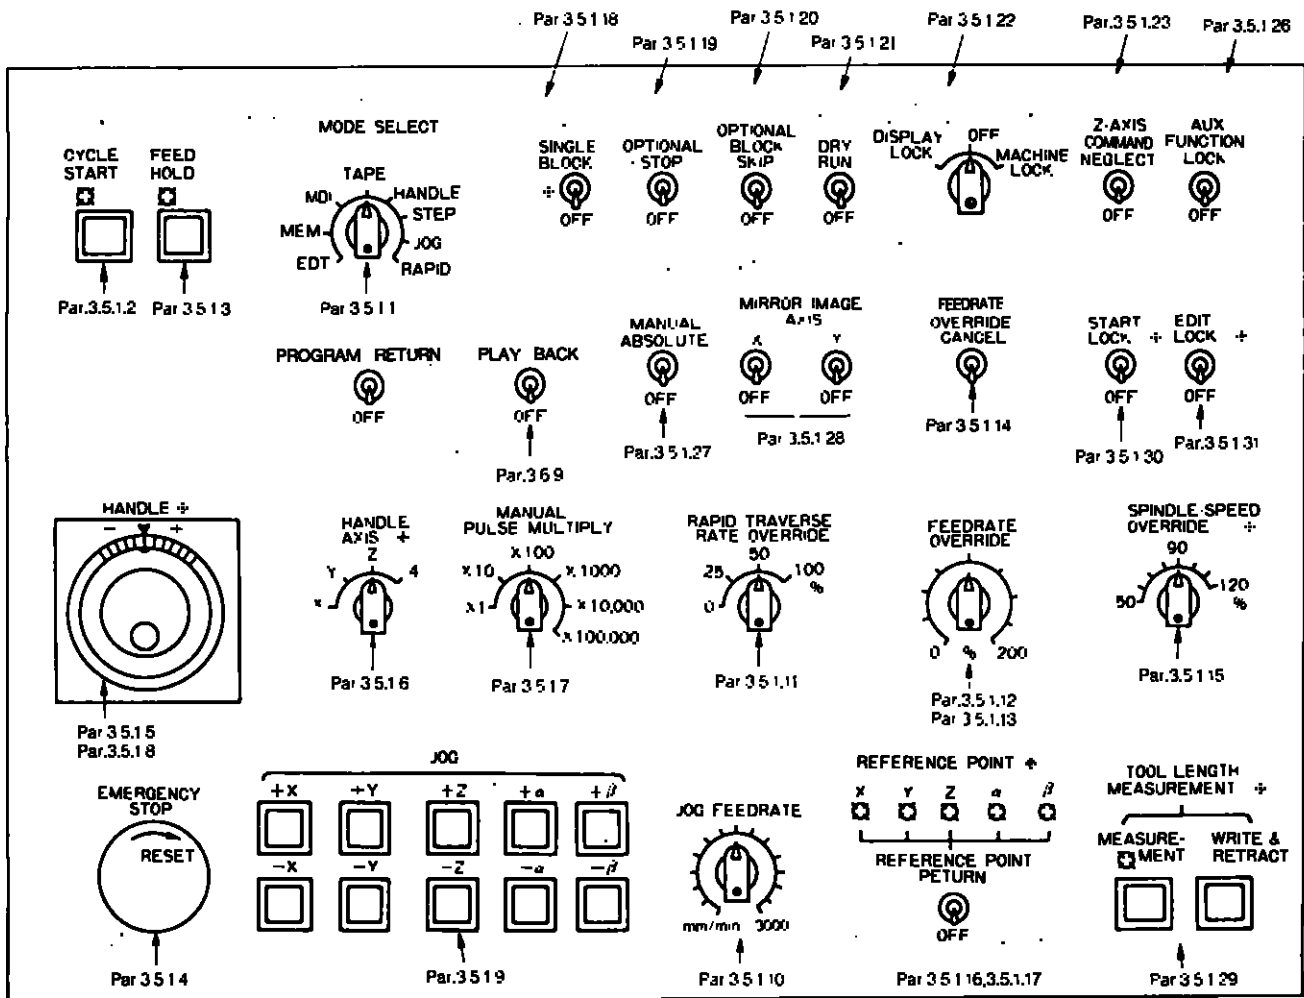 Par 3 5 1 18
Par 3 5 1 19
Par 3 5 1 20
Par 3 5 1 21
Par 3 5 1 22
Par.3 5 1.23
Par 3.5.1 26
MODE SELECT
CYCLE
START
FEED
HOLD
TAPE
MDI
HANDLE
STEP
MEM
JOG
EDT
RAPID
SINGLE
BLOCK
OFF
OPTIONAL
STOP
OFF
OPTIONAL
BLOCK
SKIP
OFF
DRY
RUN
OFF
DISPLAY
LOCK
OFF
MACHINE
LOCK
Z-AXIS
COMMAND
NEGLECT
OFF
AUX
FUNCTION
LOCK
OFF
Par.3.5.1.2
Par 3 5 1 3
Par 3 5 1 1
PROGRAM RETURN
OFF
PLAY BACK
OFF
MANUAL
ABSOLUTE
OFF
MIRROR IMAGE
AXIS
X
Y
OFF
OFF
FEEDRATE
OVERRIDE
CANCEL
START
LOCK
OFF
EDIT
LOCK
OFF
Par.3 6 9
Par.3 5 1.27
Par 3.5.1 28
Par 3 5 1 14
Par 3 5 1 30
Par.3 5 1 31
HANDLE
- +
HANDLE
AXIS
X Y Z 4
MANUAL
PULSE MULTIPLY
X1
X10
X100
X1000
X10,000
X100,000
RAPID TRAVERSE
RATE OVERRIDE
0
25
50
100
%
FEEDRATE
OVERRIDE
0 % 200
SPINDLE SPEED
OVERRIDE
50
90
120
%
Par 3 5.1 5
Par.3.5.1 8
Par 3 5.1 6
Par 3 5 1 7
Par 3 5 1.11
Par.3.5 1.12
Par 3 5.1.13
Par.3.5 1 15
EMERGENCY
STOP
RESET
JOG
+X +Y +Z +α +β
-X -Y -Z -α -β
JOG FEEDRATE
mm/min 3000
REFERENCE POINT
X Y Z α β
REFERENCE POINT
RETURN
OFF
TOOL LENGTH
MEASUREMENT
MEASURE-
MENT
WRITE &
RETRACT
Par 3 5 1 4
Par.3 5 1 9
Par 3 5 1 10
Par 3 5 1 16,3.5.1.17
Par 3 5 1 29